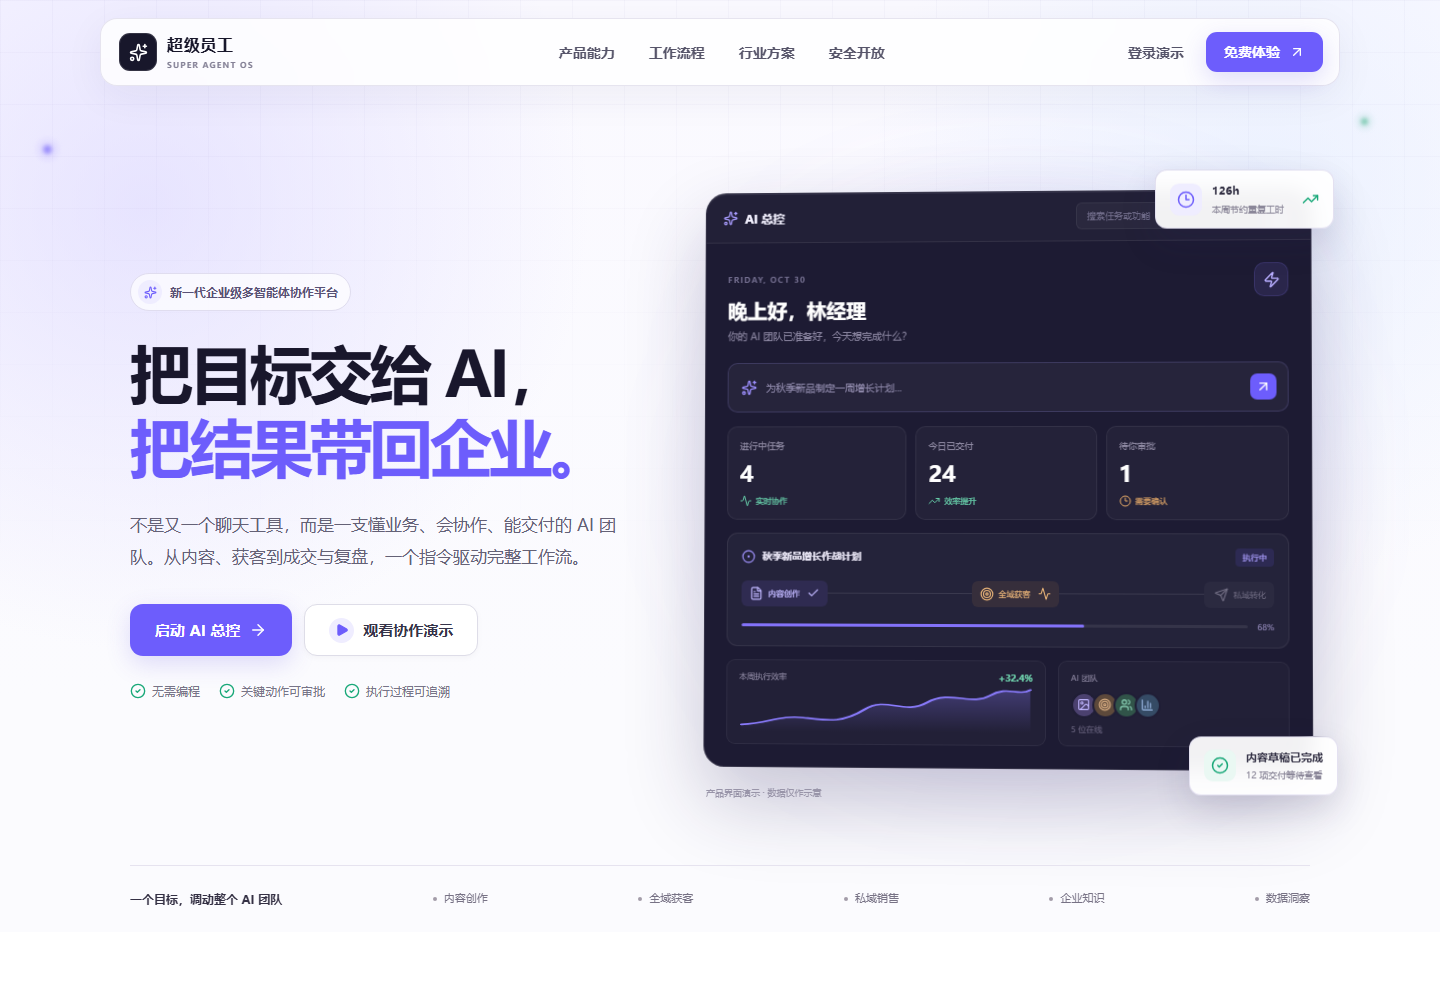 超级员工
SUPER AGENT OS
产品能力
工作流程
行业方案
安全开放
登录演示
免费体验
新一代企业级多智能体协作平台
把目标交给 AI，
把结果带回企业。
不是又一个聊天工具，而是一支懂业务、会协作、能交付的 AI 团
队。从内容、获客到成交与复盘，一个指令驱动完整工作流。
启动 AI 总控
观看协作演示
无需编程
关键动作可审批
执行过程可追溯
AI 总控
搜索任务或功能
126h
本周节约重复工时
FRIDAY, OCT 30
晚上好，林经理
你的 AI 团队已准备好，今天想完成什么？
为秋季新品制定一周增长计划...
进行中任务
4
实时协作
今日已交付
24
效率提升
待你审批
1
需要确认
秋季新品增长作战计划
执行中
内容创作
全域获客
私域转化
68%
本周执行效率
+32.4%
AI 团队
5 位在线
内容草稿已完成
12 项交付等待查看
产品界面演示 · 数据仅作示意
一个目标，调动整个 AI 团队
内容创作
全域获客
私域销售
企业知识
数据洞察